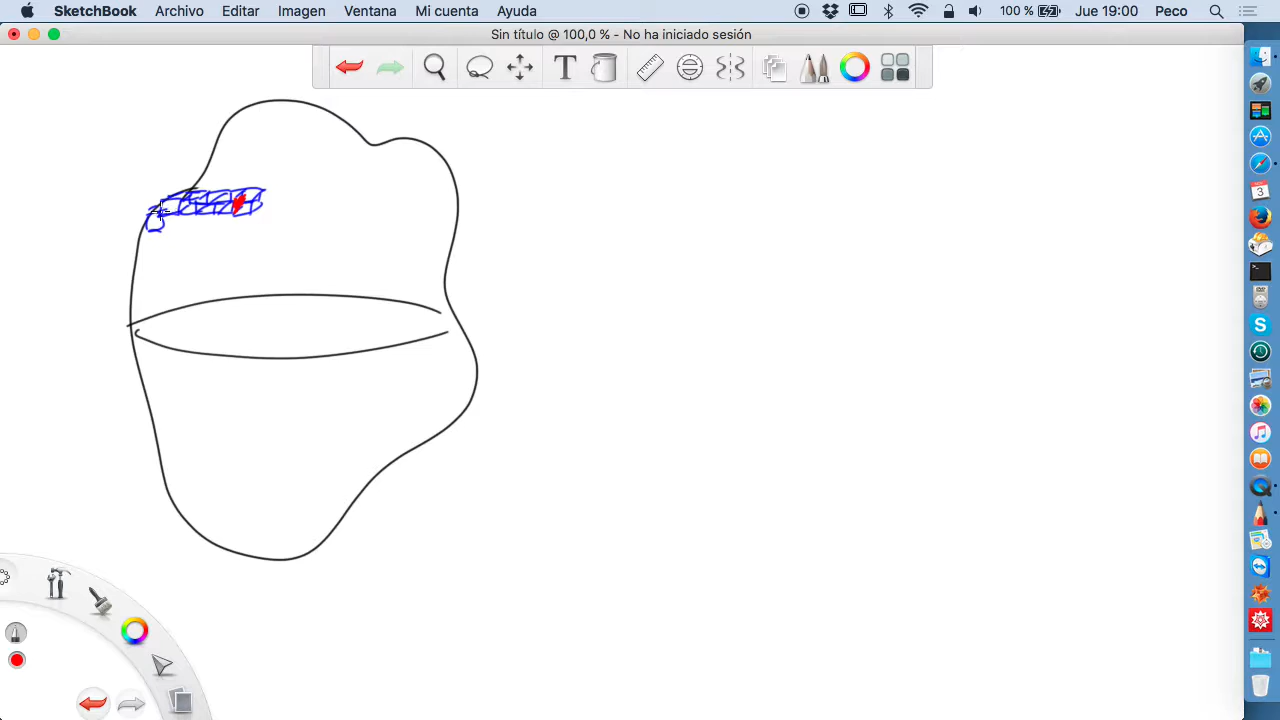 SketchBook Archivo Editar Imagen Ventana Mi cuenta Ayuda 100 % Jue 19:00 Peco
Sin título @ 100,0 % - No ha iniciado sesión
T
3